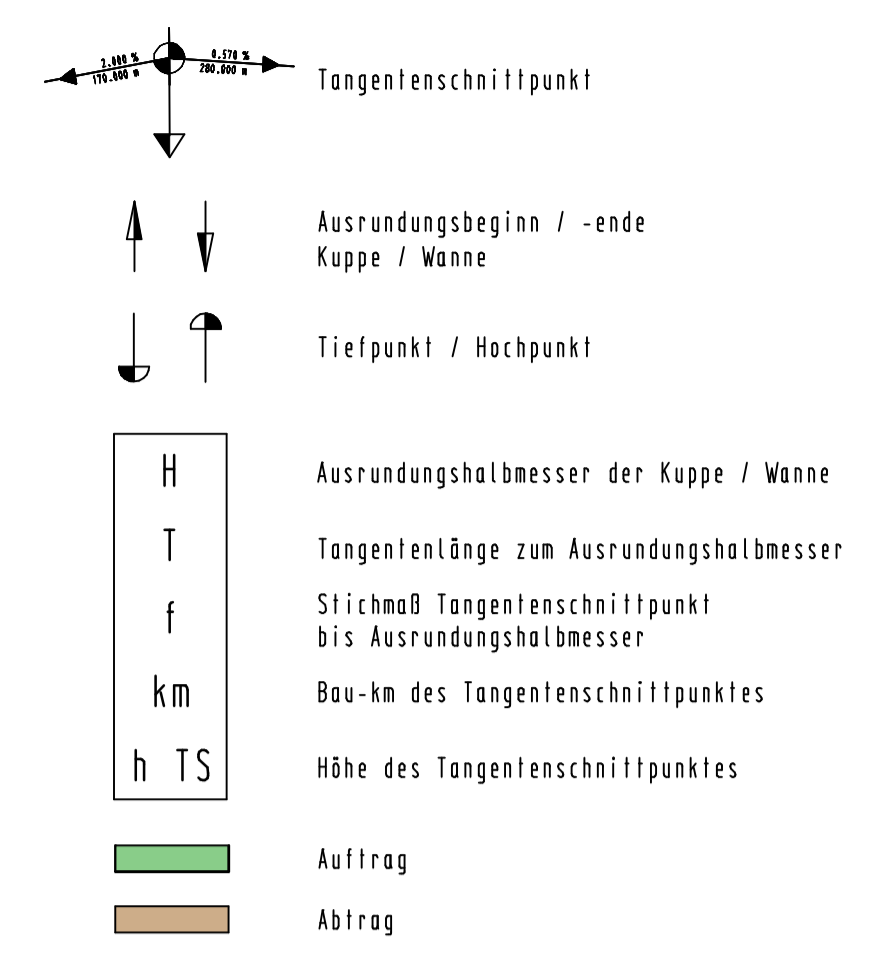 2.000 % 0.570 %
170.000 m 280.000 m
Tangentenschnittpunkt
Ausrundungsbeginn / -ende
Kuppe / Wanne
Tiefpunkt / Hochpunkt
H Ausrundungshalbmesser der Kuppe / Wanne
T Tangentenlänge zum Ausrundungshalbmesser
f Stichmaß Tangentenschnittpunkt
bis Ausrundungshalbmesser
km Bau-km des Tangentenschnittpunktes
h TS Höhe des Tangentenschnittpunktes
Auftrag
Abtrag